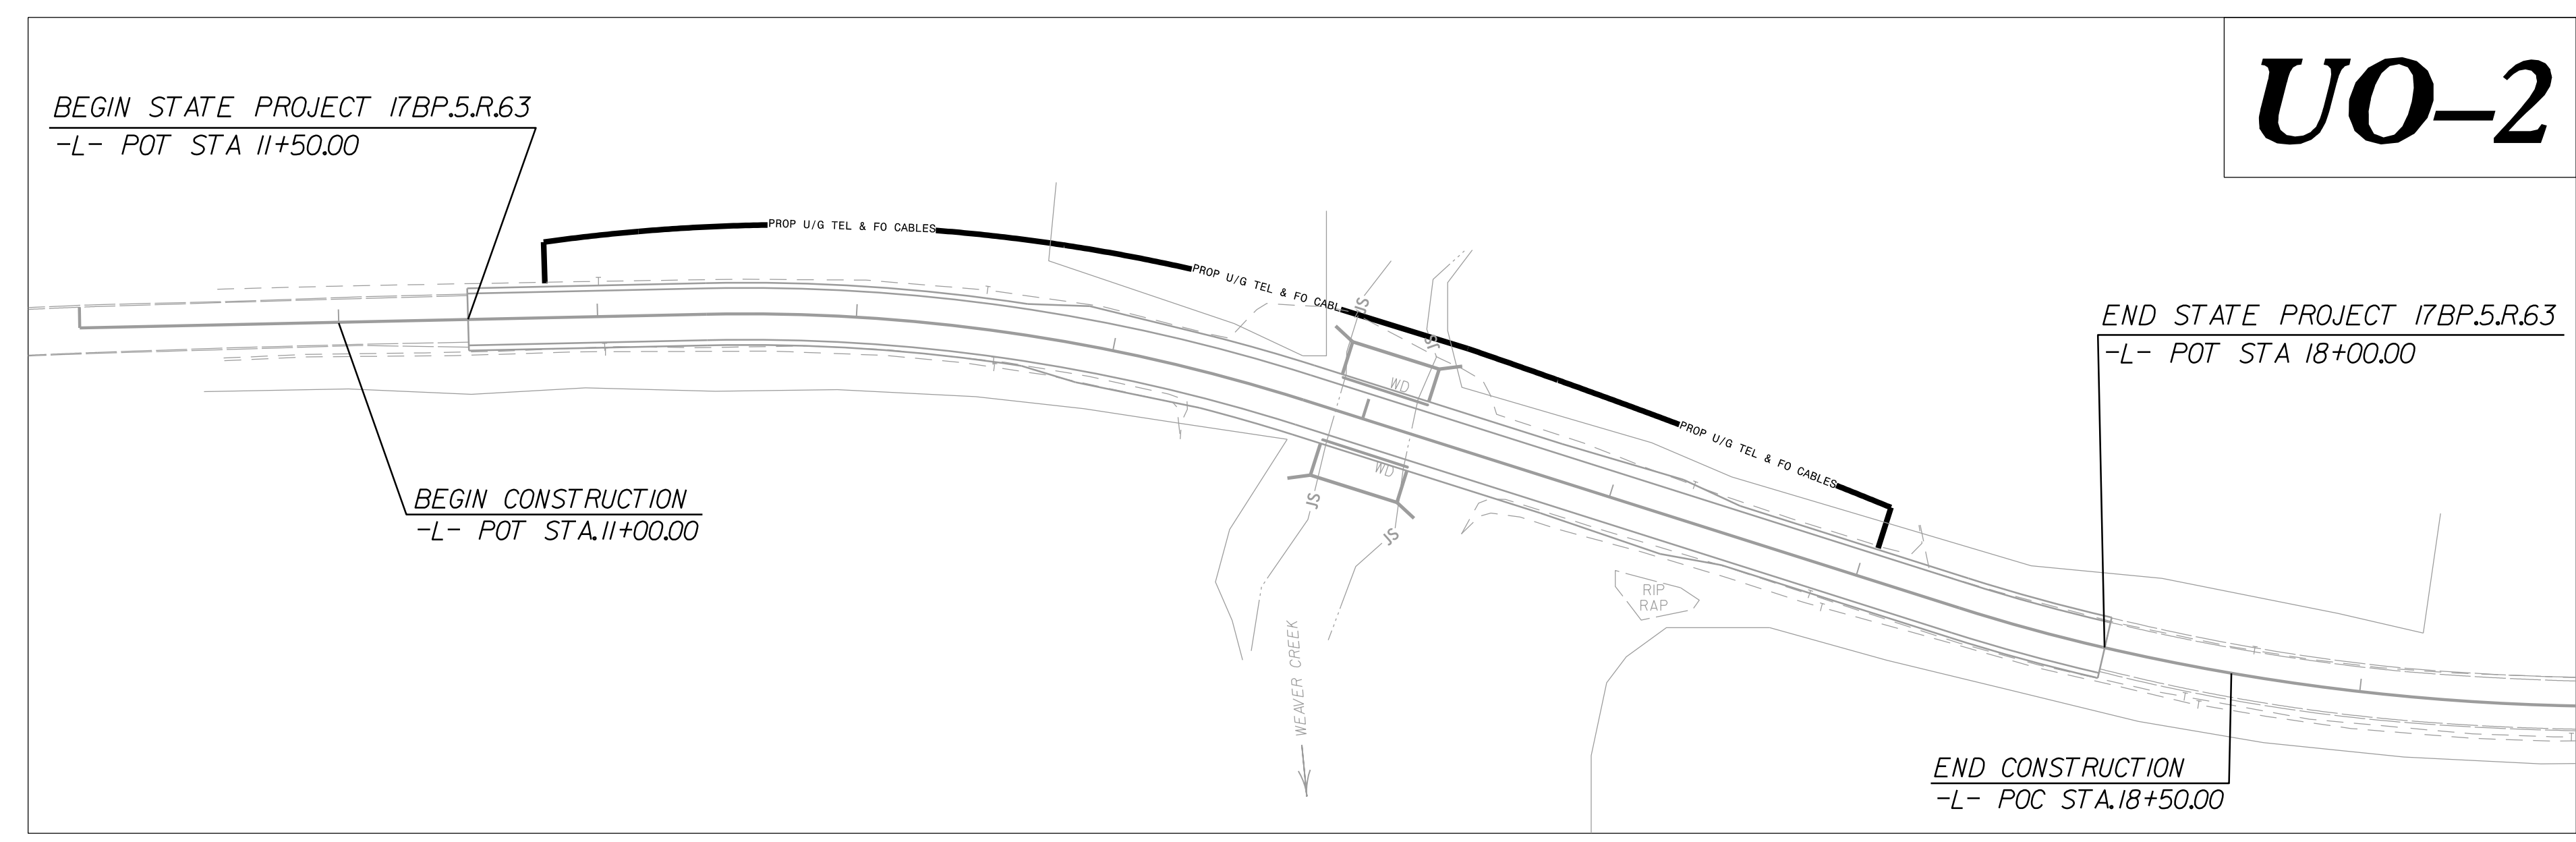 UO-2
BEGIN STATE PROJECT 17BP.5.R.63
-L- POT STA 11+50.00
PROP U/G TEL & FO CABLES
PROP U/G TEL & FO CABL
JS
JS
WD
WD
JS
JS
T
T
T
T
PROP U/G TEL & FO CABLES
END STATE PROJECT 17BP.5.R.63
-L- POT STA 18+00.00
BEGIN CONSTRUCTION
-L- POT STA.11+00.00
T
T
T
RIP
RAP
WEAVER CREEK
T
T
T
T
END CONSTRUCTION
-L- POC STA.18+50.00